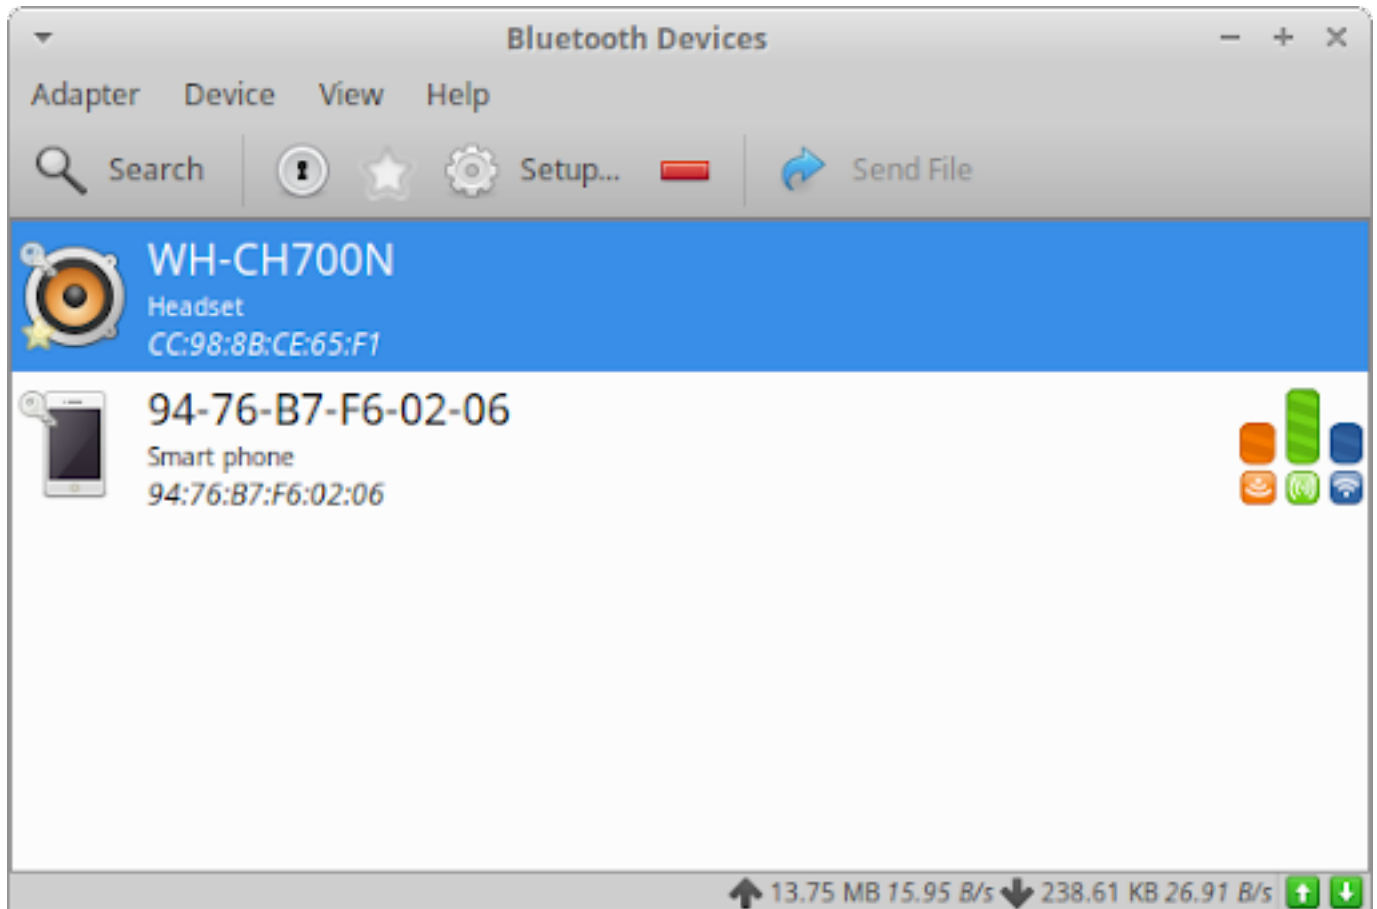 Bluetooth Devices
Adapter Device View Help
Search Setup... Send File
WH-CH700N
Headset
CC:98:8B:CE:65:F1
94-76-B7-F6-02-06
Smart phone
94:76:B7:F6:02:06
13.75 MB 15.95 B/s 238.61 KB 26.91 B/s